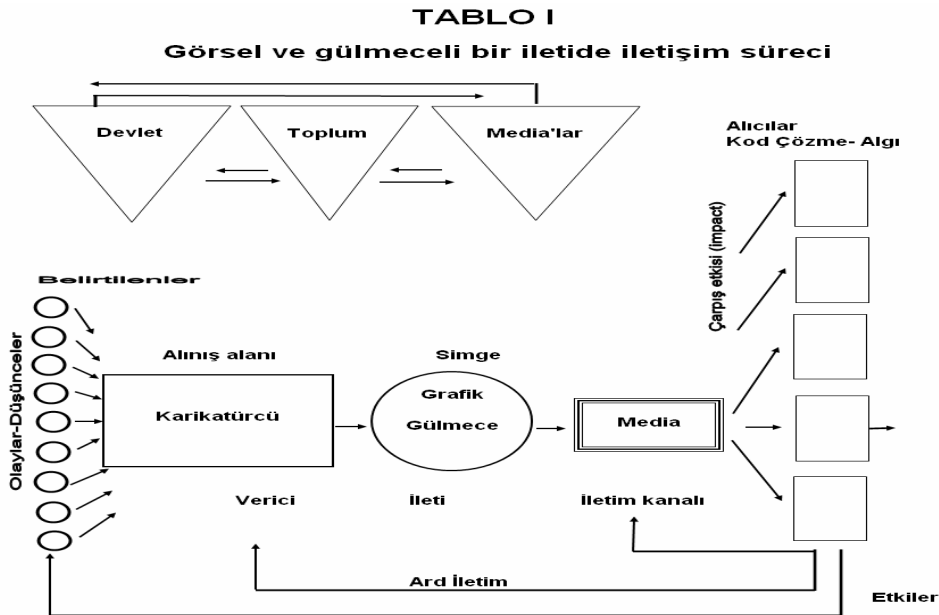 TABLO I
Görsel ve gülmeceli bir iletide iletişim süreci
Devlet
Toplum
Media'lar
Alıcılar
Kod Çözme- Algı
Çarpış etkisi (impact)
Belirtilenler
Olaylar-Düşünceler
Alınış alanı
Simge
Karikatürcü
Grafik
Gülmece
Media
Verici
İleti
İletim kanalı
Ard İletim
Etkiler